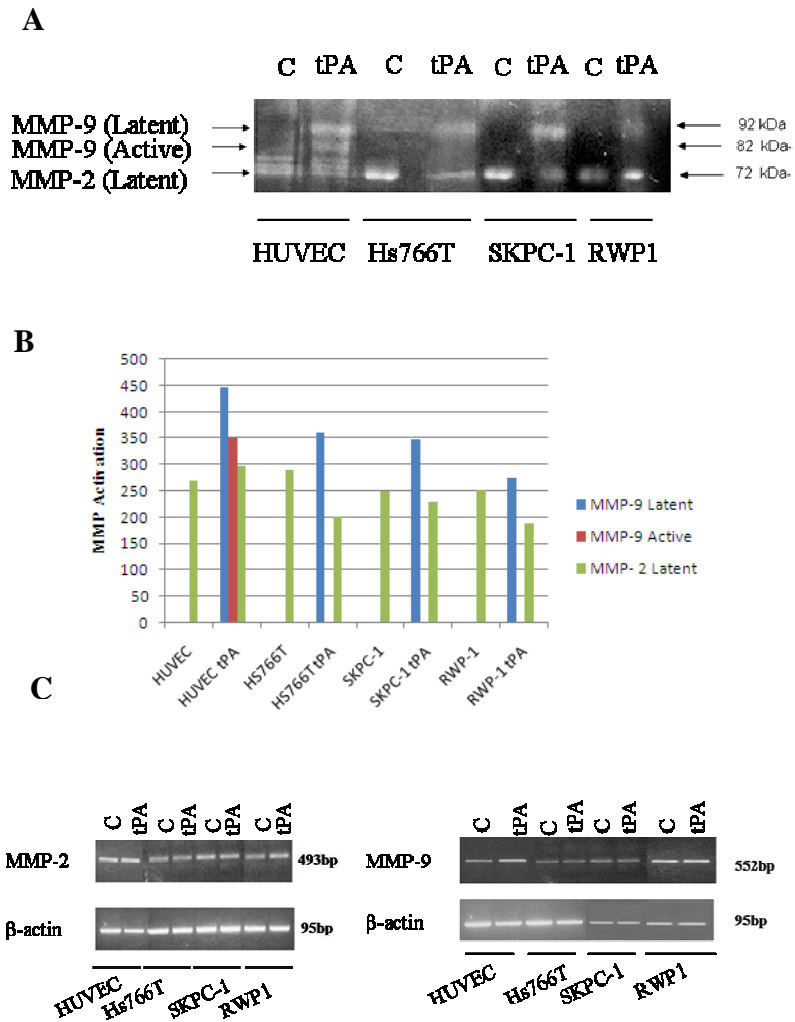 A
C tPA C tPA C tPA C tPA
MMP-9 (Latent) 92 kDa
MMP-9 (Active) 82 kDa-
MMP-2 (Latent) 72 kDa-
HUVEC Hs766T SKPC-1 RWP1
B
500
450
400
350
300
250
200
150
100
50
0
MMP Activation
HUVEC
HUVEC tPA
HS766T
HS766T tPA
SKPC-1
SKPC-1 tPA
RWP-1
RWP-1 tPA
MMP-9 Latent
MMP-9 Active
MMP- 2 Latent
C
C tPA C tPA C tPA C tPA
MMP-2 493bp
β-actin 95bp
HUVEC Hs766T SKPC-1 RWP1
C tPA C tPA C tPA C tPA
MMP-9 552bp
β-actin 95bp
HUVEC Hs766T SKPC-1 RWP1